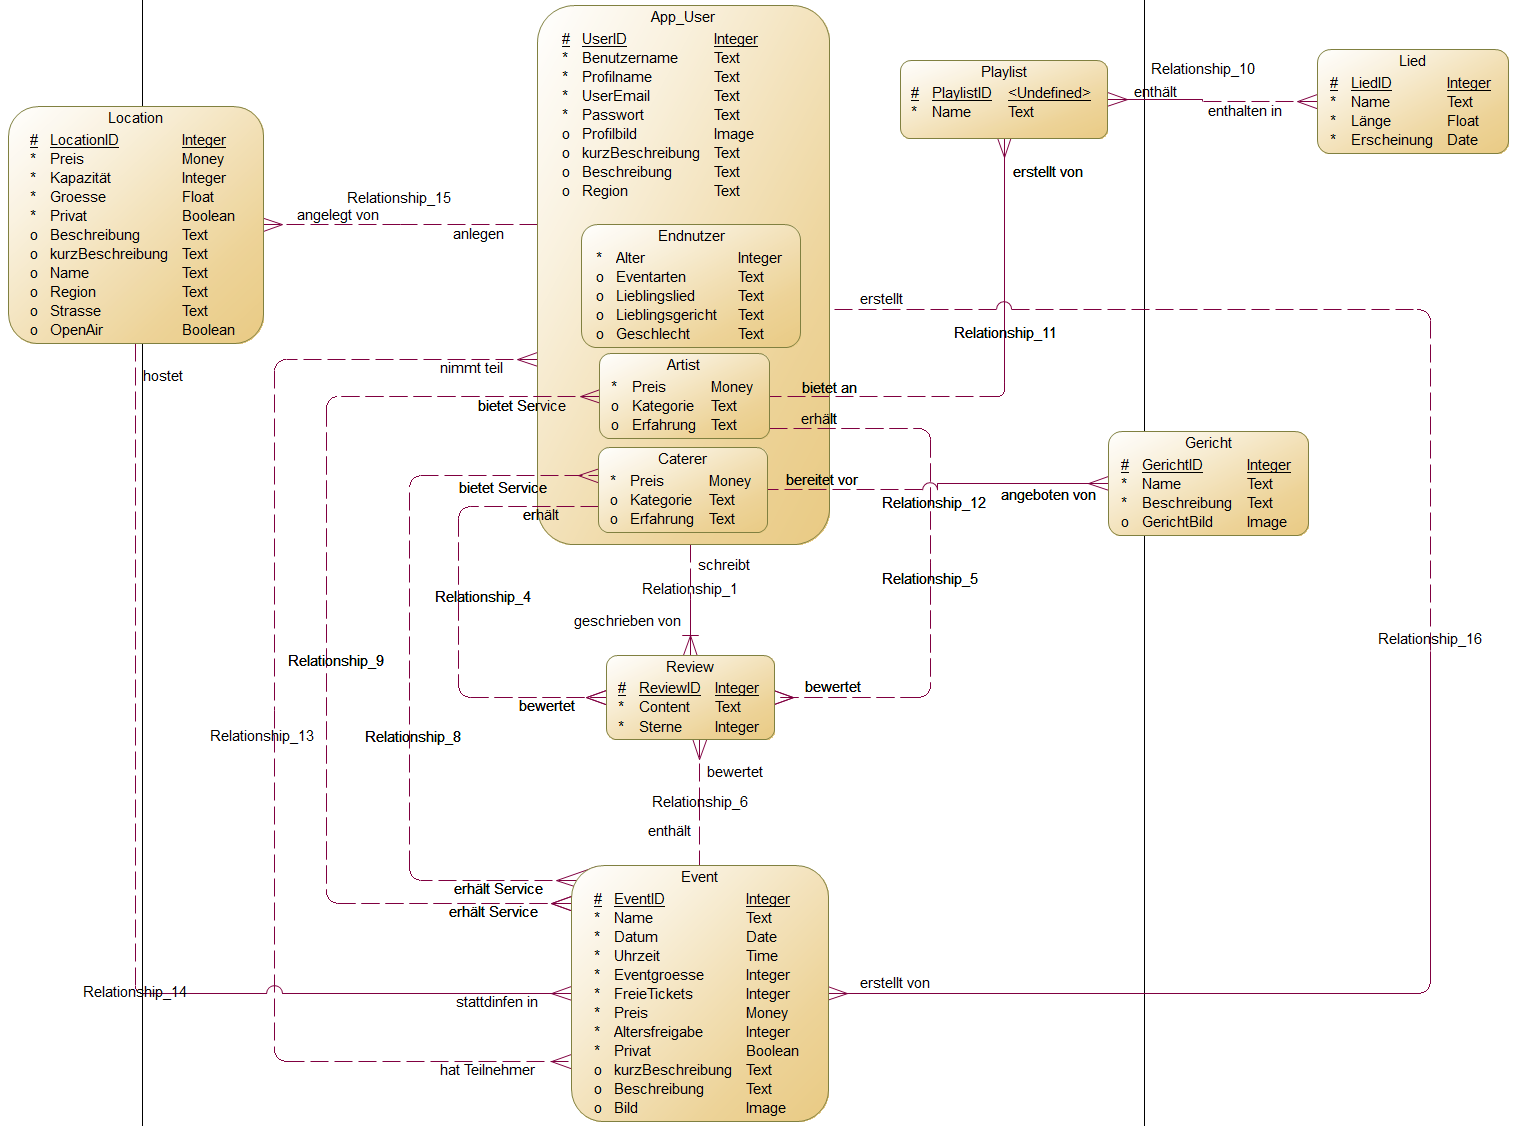 App_User
# UserID Integer
* Benutzername Text
* Profilname Text
* UserEmail Text
* Passwort Text
o Profilbild Image
o kurzBeschreibung Text
o Beschreibung Text
o Region Text
Endnutzer
* Alter Integer
o Eventarten Text
o Lieblingslied Text
o Lieblingsgericht Text
o Geschlecht Text
Artist
* Preis Money
o Kategorie Text
o Erfahrung Text
Caterer
* Preis Money
o Kategorie Text
o Erfahrung Text
Playlist
# PlaylistID <Undefined>
* Name Text
Relationship_10
enthält
enthalten in
Lied
# LiedID Integer
* Name Text
* Länge Float
* Erscheinung Date
Location
# LocationID Integer
* Preis Money
* Kapazität Integer
* Groesse Float
* Privat Boolean
o Beschreibung Text
o kurzBeschreibung Text
o Name Text
o Region Text
o Strasse Text
o OpenAir Boolean
Relationship_15
angelegt von
anlegen
erstellt von
erstellt
Relationship_11
hostet
nimmt teil
bietet Service
bietet an
erhält
bietet Service
erhält
bereitet vor
Relationship_12
angeboten von
Gericht
# GerichtID Integer
* Name Text
* Beschreibung Text
o GerichtBild Image
schreibt
Relationship_1
geschrieben von
Relationship_4
Relationship_5
Relationship_16
Relationship_9
Review
# ReviewID Integer
* Content Text
* Sterne Integer
bewertet
bewertet
Relationship_13
Relationship_8
bewertet
Relationship_6
enthält
erhält Service
erhält Service
Event
# EventID Integer
* Name Text
* Datum Date
* Uhrzeit Time
* Eventgroesse Integer
* FreieTickets Integer
* Preis Money
* Altersfreigabe Integer
* Privat Boolean
o kurzBeschreibung Text
o Beschreibung Text
o Bild Image
Relationship_14
stattdinfen in
erstellt von
hat Teilnehmer